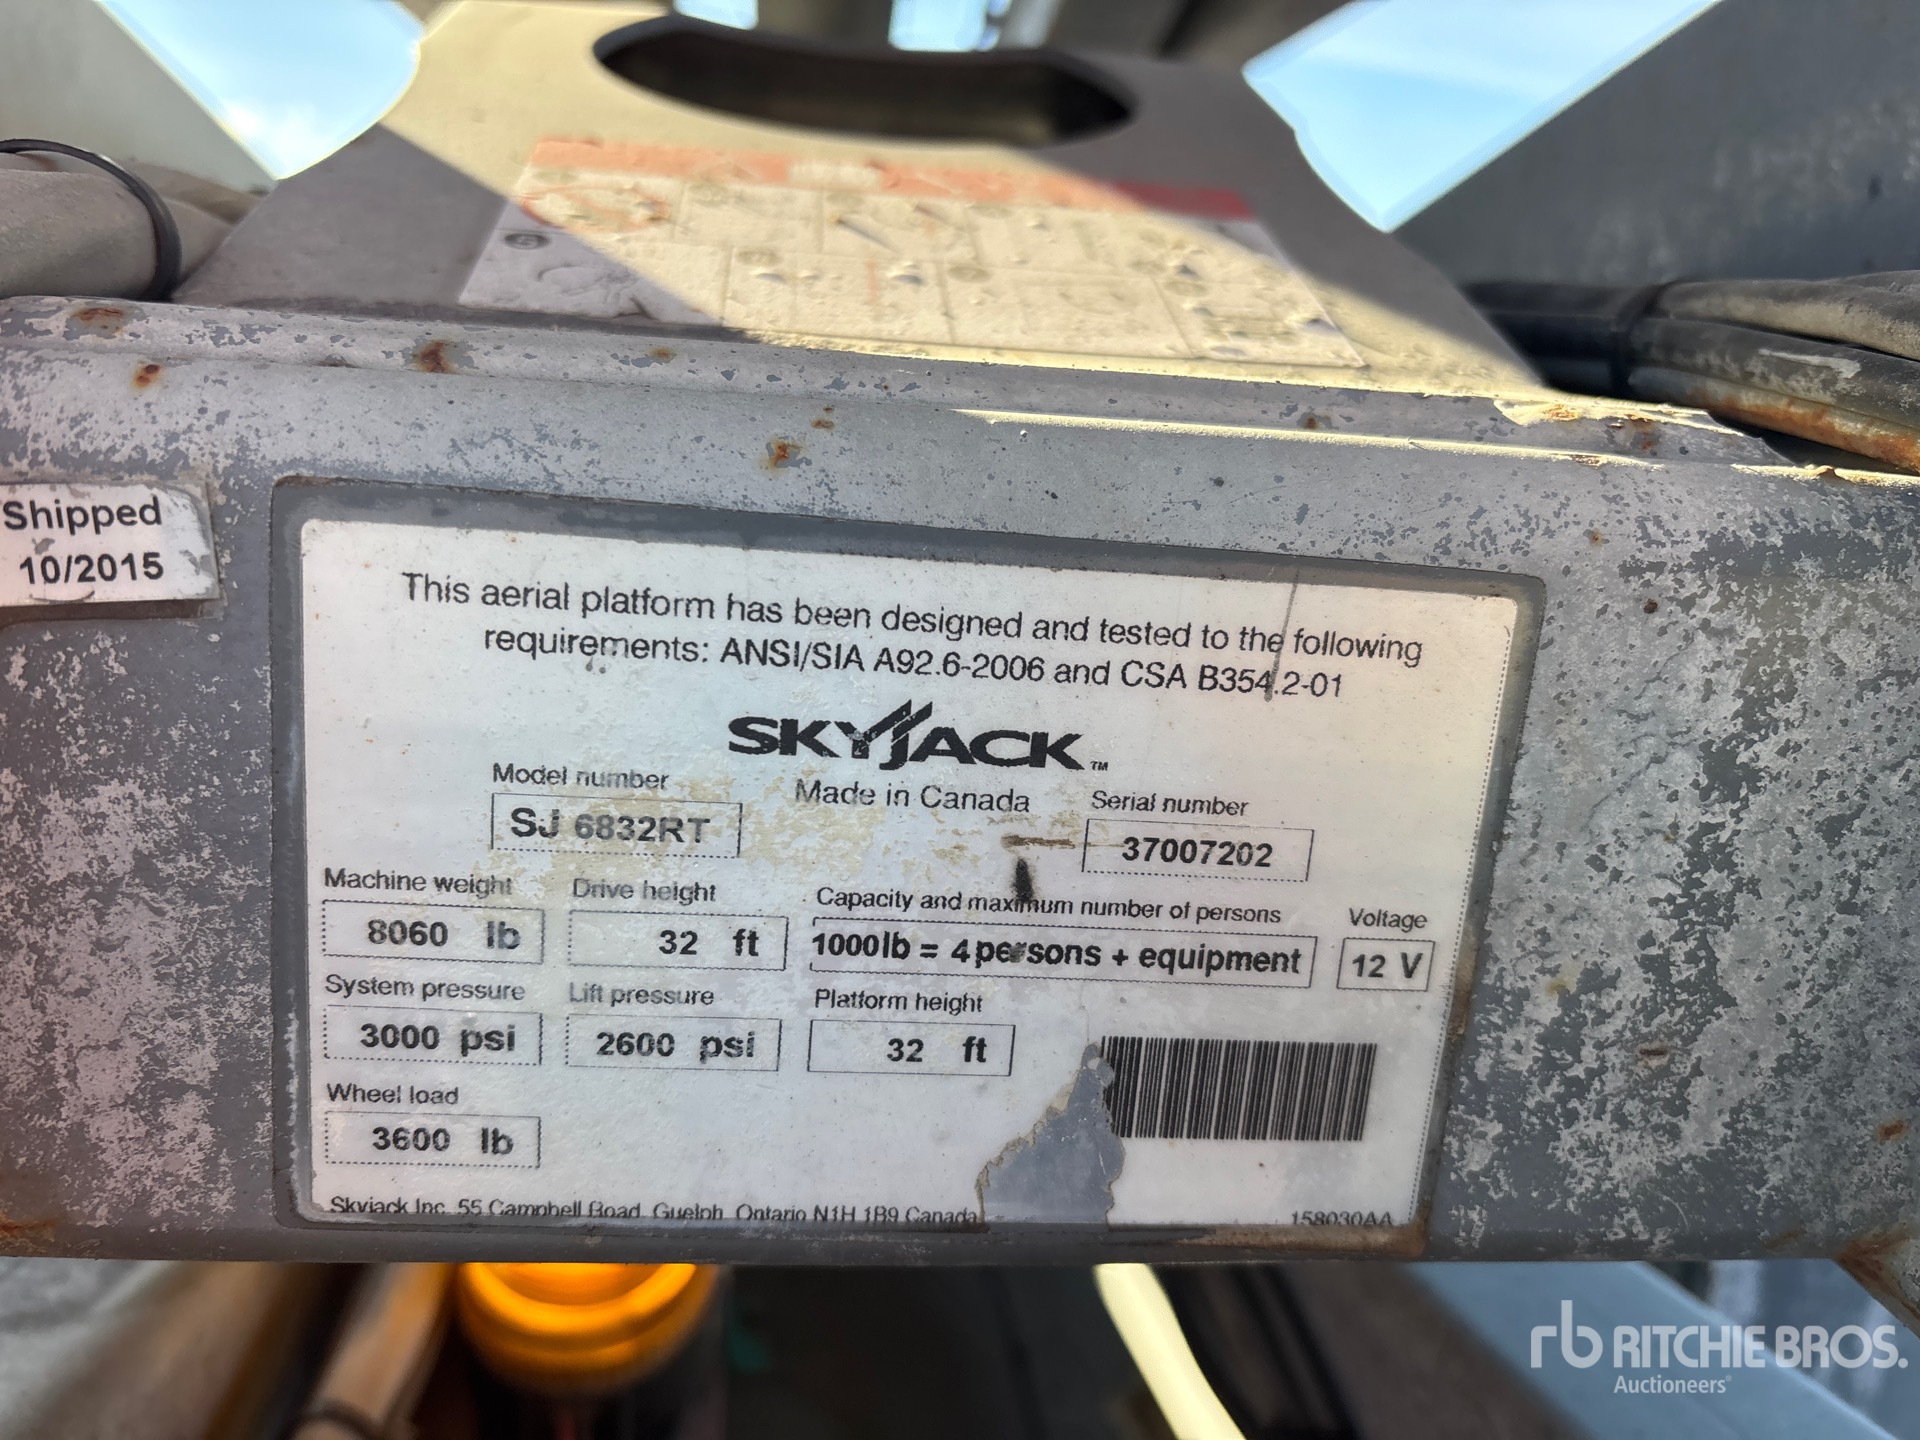 Shipped
10/2015
This aerial platform has been designed and tested to the following
requirements: ANSI/SIA A92.6-2006 and CSA B354.2-01
SKYJACK™
Made in Canada
Model number
SJ 6832RT
Serial number
37007202
Machine weight
8060 lb
Drive height
32 ft
Capacity and maximum number of persons
1000lb = 4 persons + equipment
Voltage
12 V
System pressure
3000 psi
Lift pressure
2600 psi
Platform height
32 ft
Wheel load
3600 lb
Skyjack Inc. 55 Campbell Road, Guelph, Ontario N1H 1B9 Canada
158030AA
rb RITCHIE BROS.
Auctioneers